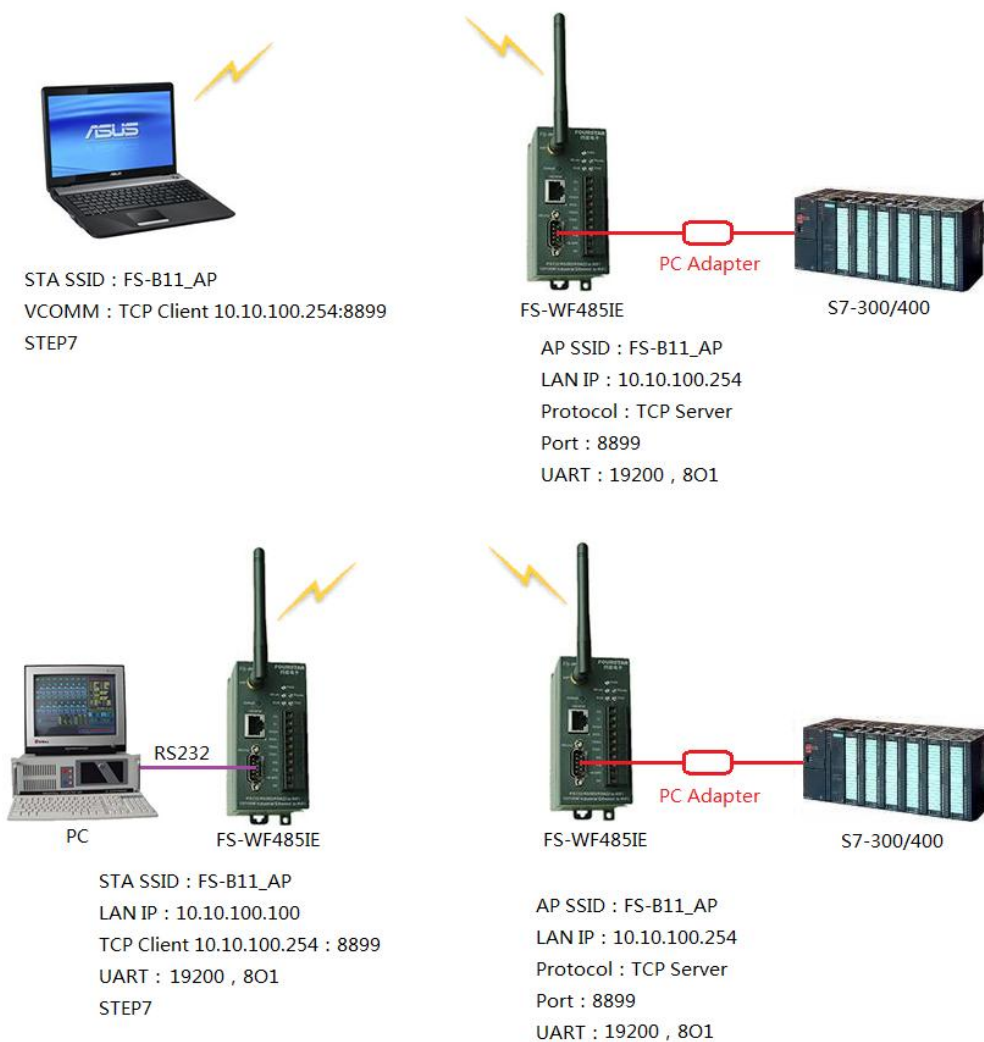 ASUS
FOURSTAR
PC Adapter
FS-WF485IE
S7-300/400
STA SSID：FS-B11_AP
VCOMM：TCP Client 10.10.100.254:8899
STEP7
AP SSID：FS-B11_AP
LAN IP：10.10.100.254
Protocol：TCP Server
Port：8899
UART：19200，8O1
FOURSTAR
RS232
PC
FS-WF485IE
FOURSTAR
PC Adapter
FS-WF485IE
S7-300/400
STA SSID：FS-B11_AP
LAN IP：10.10.100.100
TCP Client 10.10.100.254：8899
UART：19200，8O1
STEP7
AP SSID：FS-B11_AP
LAN IP：10.10.100.254
Protocol：TCP Server
Port：8899
UART：19200，8O1